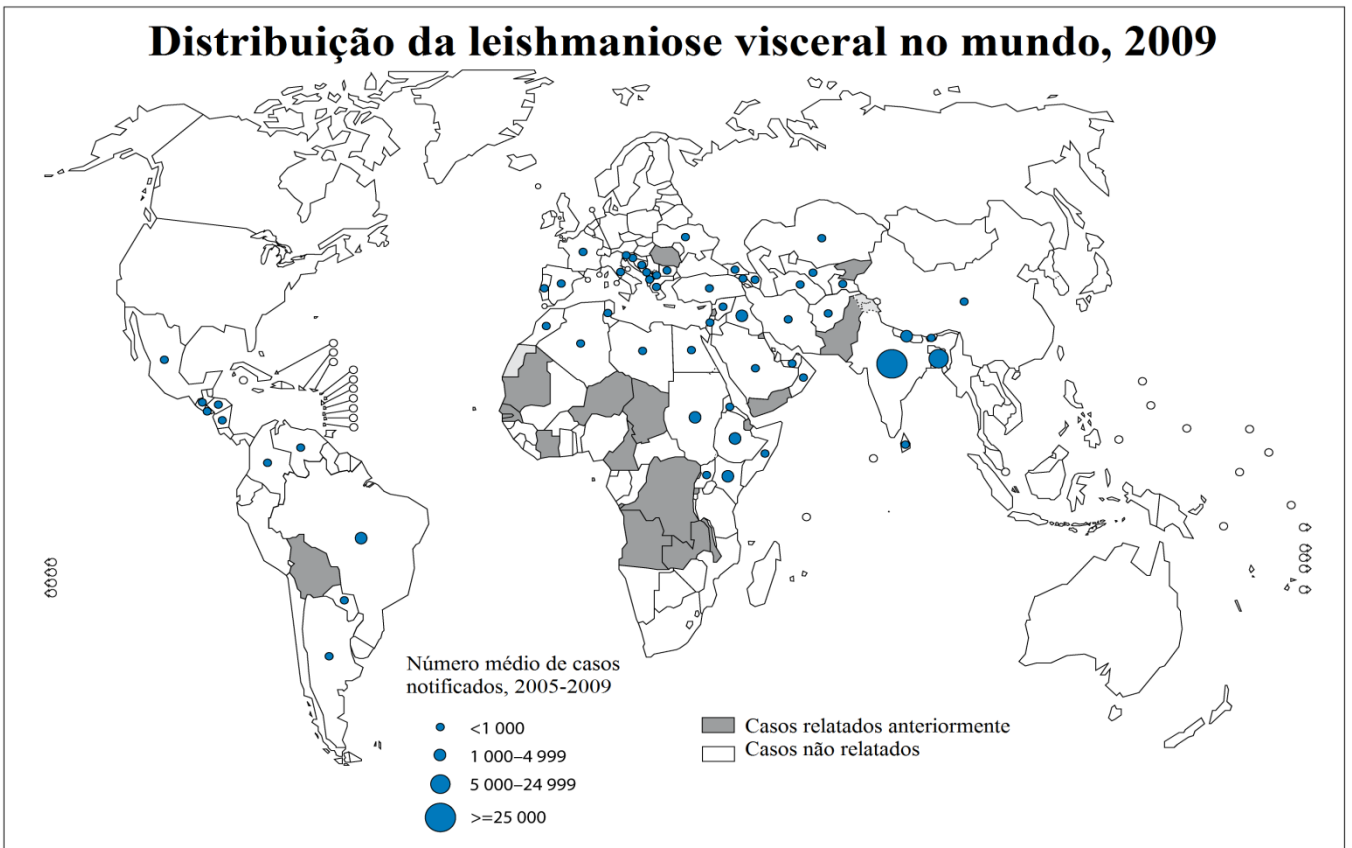 Distribuição da leishmaniose visceral no mundo, 2009
Número médio de casos
notificados, 2005-2009
<1 000
1 000–4 999
5 000–24 999
>=25 000
Casos relatados anteriormente
Casos não relatados